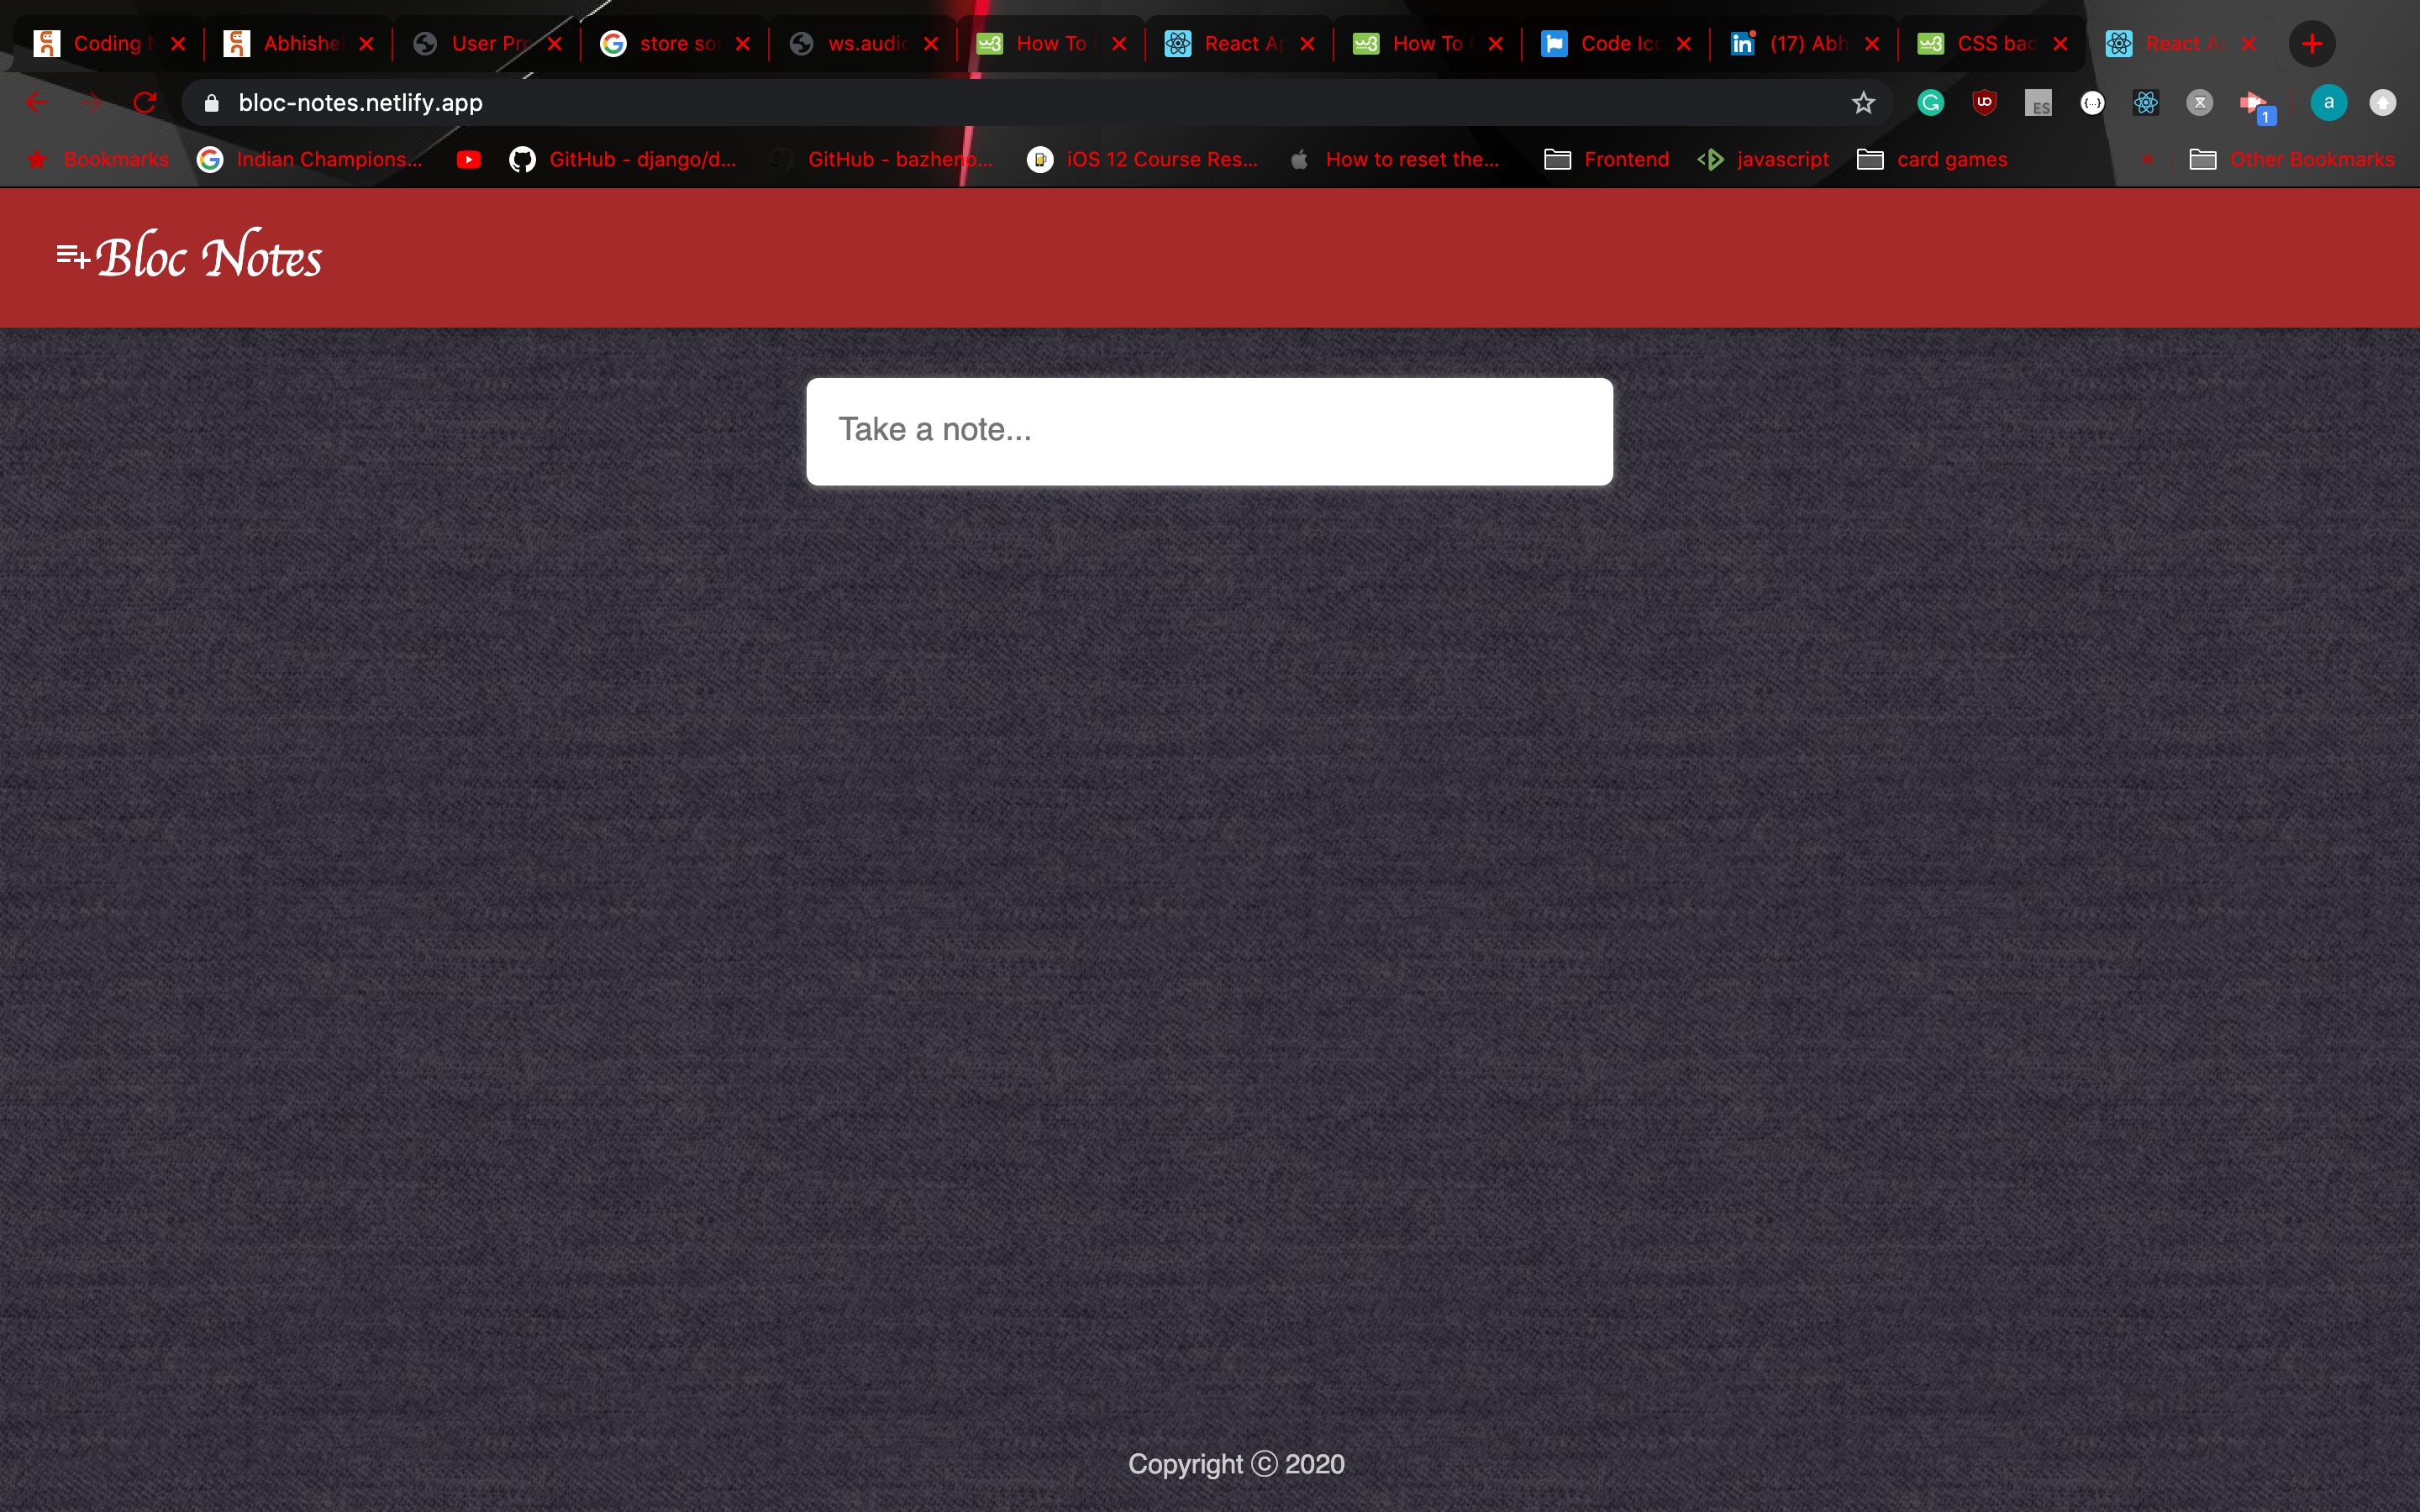 Coding Abhishe User Pr store so ws.audi How To React A How To Code Ic (17) Abh CSS bac React A
bloc-notes.netlify.app ES 1 a
Bookmarks Indian Champions... GitHub - django/d... GitHub - bazheno... iOS 12 Course Res... How to reset the... Frontend javascript card games » Other Bookmarks
Bloc Notes
Take a note...
Copyright ⓒ 2020